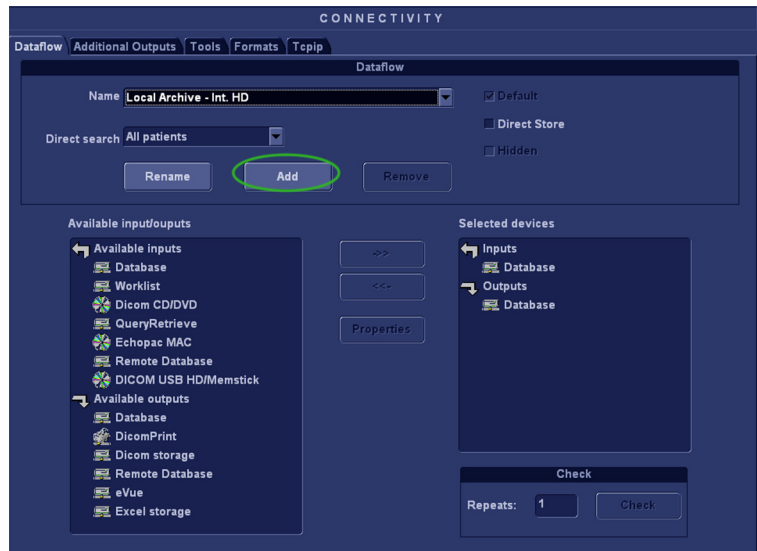 CONNECTIVITY
Dataflow Additional Outputs Tools Formats Tcpip
Dataflow
Name Local Archive - Int. HD
Default
Direct Store
Direct search All patients
Hidden
Rename Add Remove
Available input/ouputs
Available inputs
Database
Worklist
Dicom CD/DVD
QueryRetrieve
Echopac MAC
Remote Database
DICOM USB HD/Memstick
Available outputs
Database
DicomPrint
Dicom storage
Remote Database
eVue
Excel storage
->>
<<-
Properties
Selected devices
Inputs
Database
Outputs
Database
Check
Repeats: 1 Check